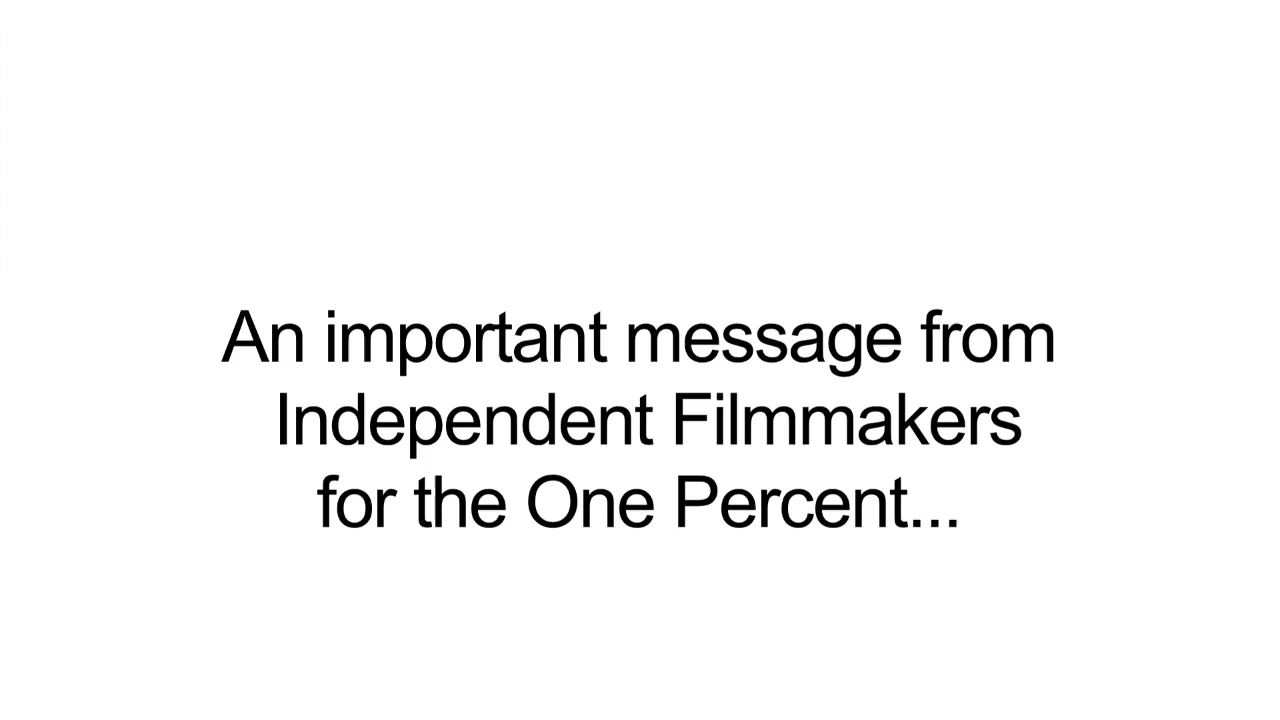 An important message from
Independent Filmmakers
for the One Percent...